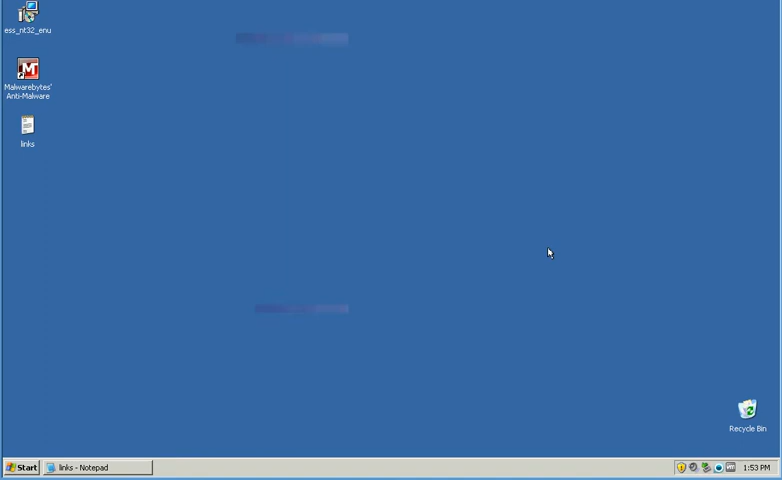 ess_nt32_enu
Malwarebytes'
Anti-Malware
links
Recycle Bin
Start
links - Notepad
1:53 PM